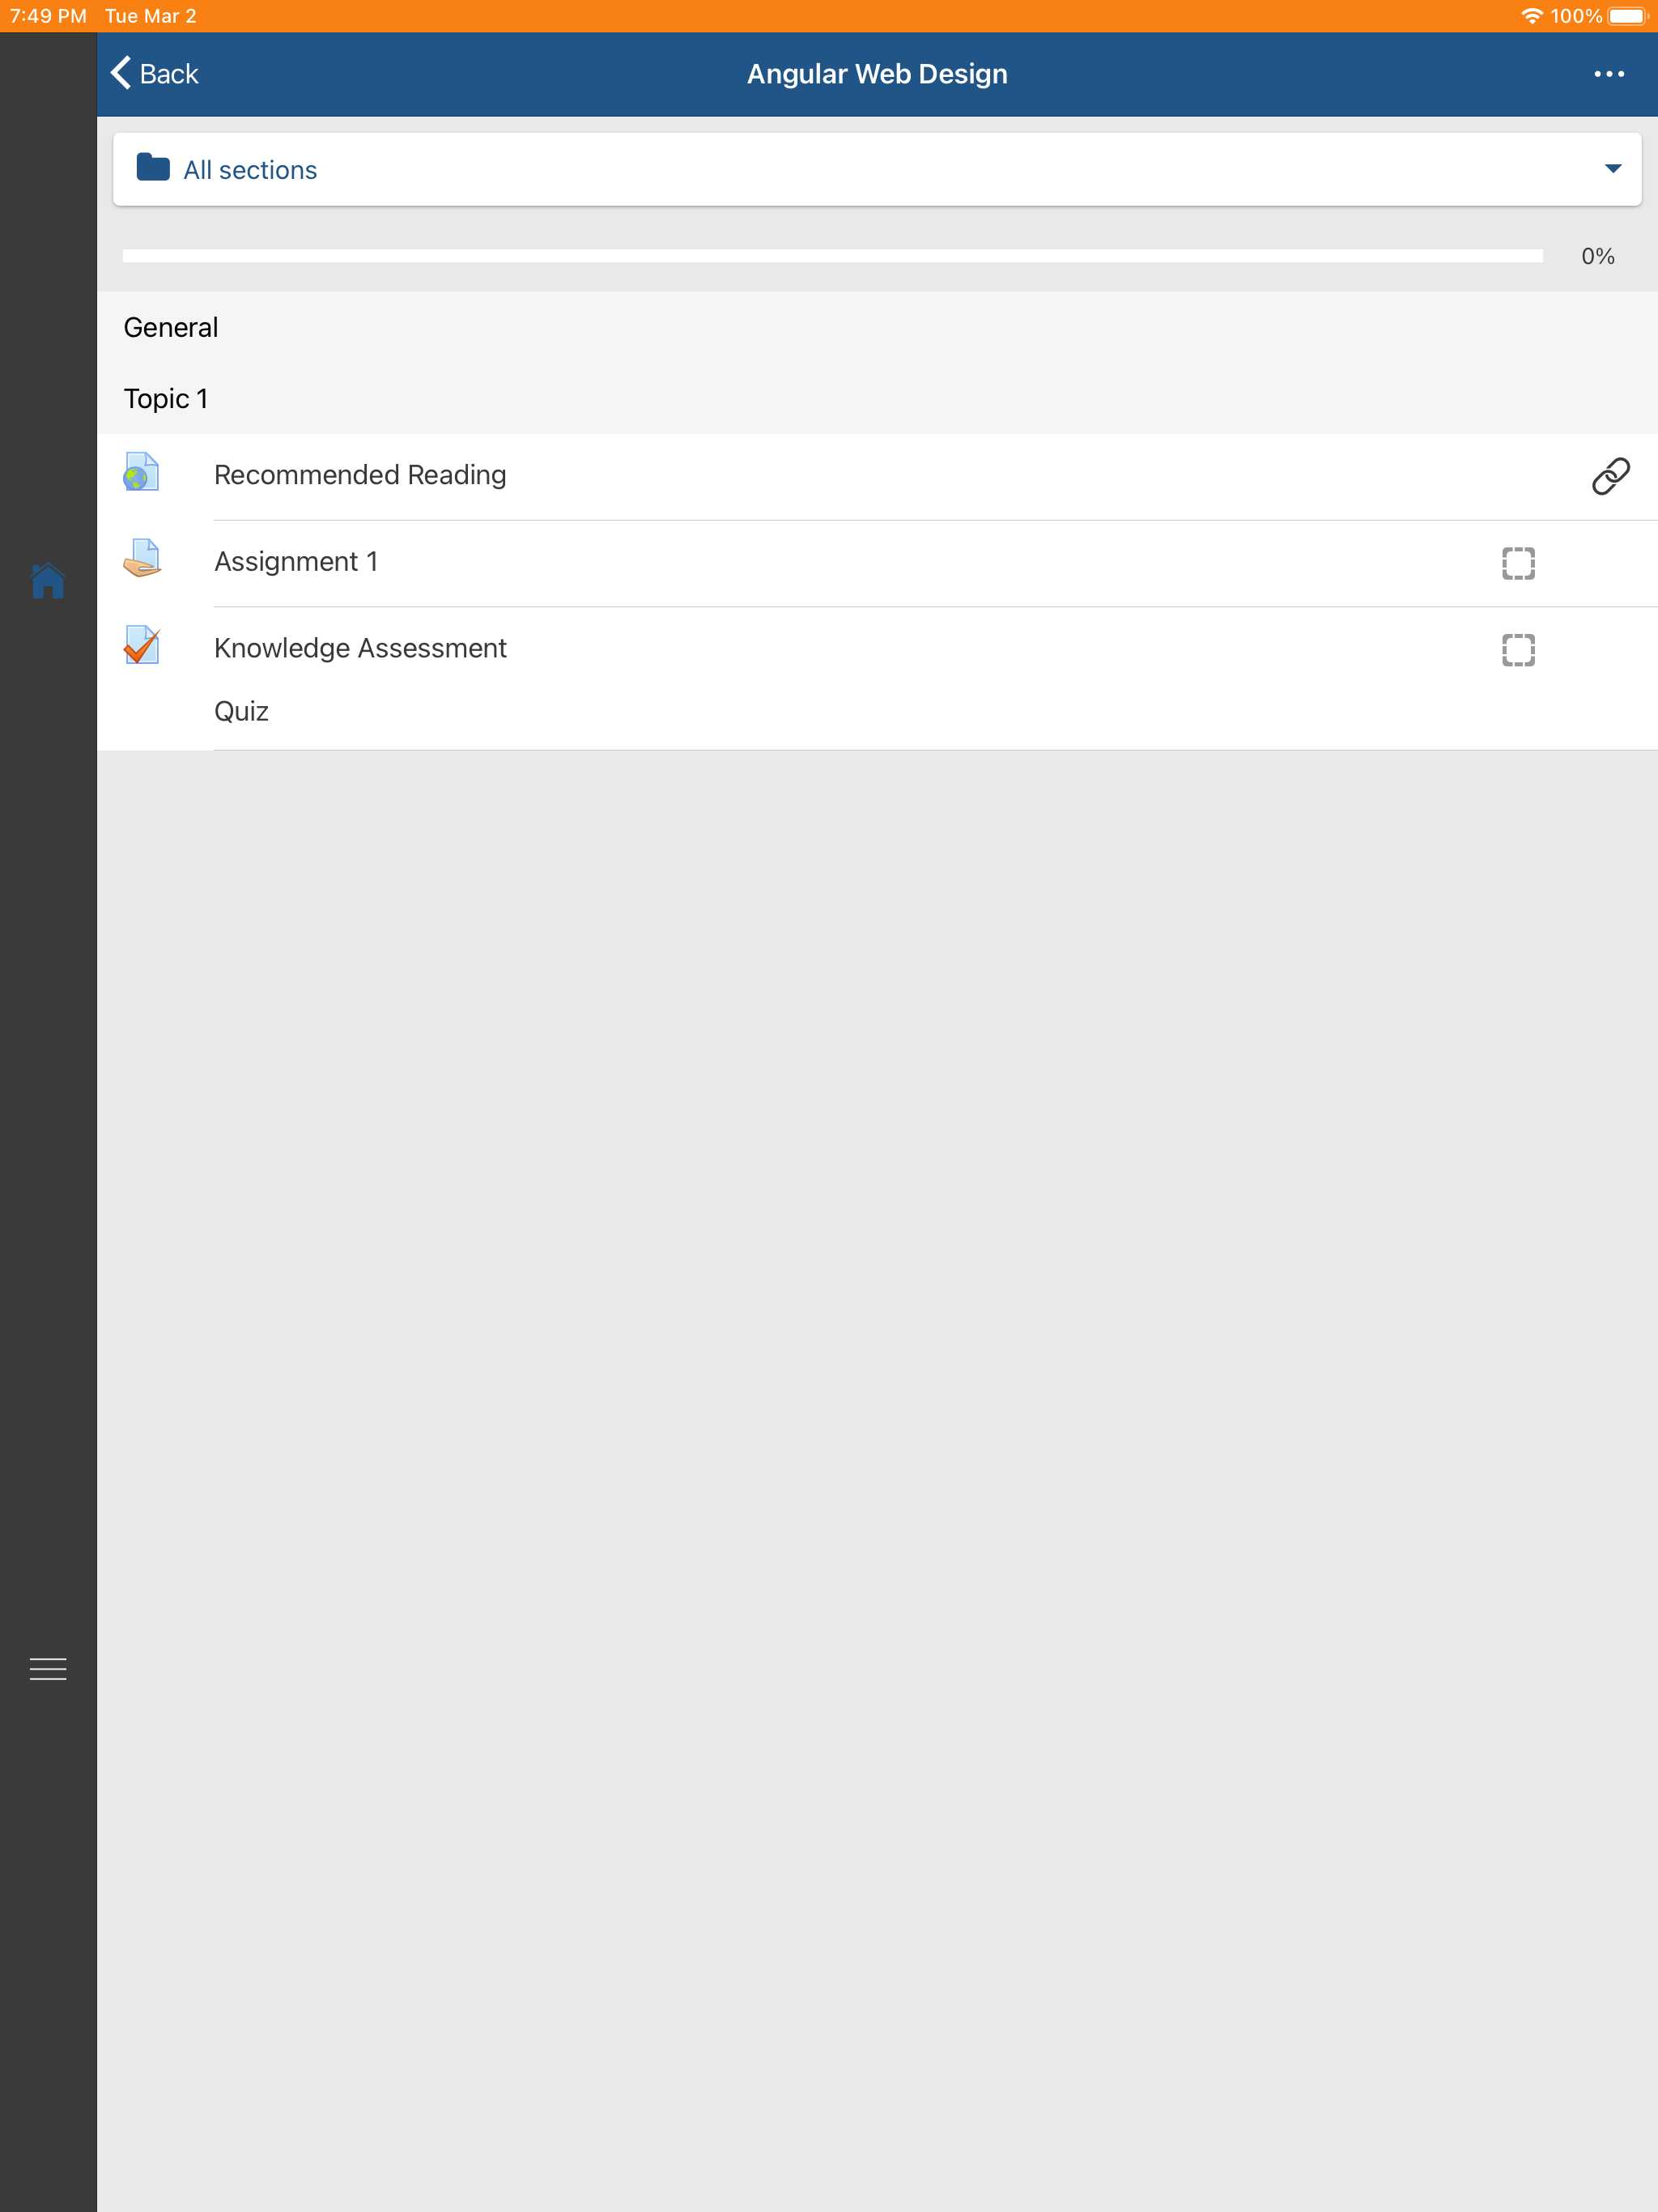 7:49 PM Tue Mar 2 100%
Back Angular Web Design
All sections
0%
General
Topic 1
Recommended Reading
Assignment 1
Knowledge Assessment
Quiz